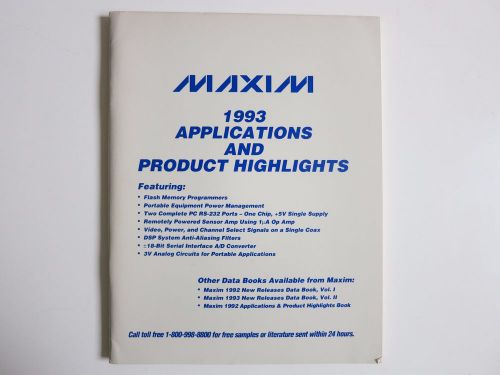 MAXIM
1993
APPLICATIONS
AND
PRODUCT HIGHLIGHTS
Featuring:
• Flash Memory Programmers
• Portable Equipment Power Management
• Two Complete PC RS-232 Ports – One Chip, +5V Single Supply
• Remotely Powered Sensor Amp Using 1µA Op Amp
• Video, Power, and Channel Select Signals on a Single Coax
• DSP System Anti-Aliasing Filters
• ±18-Bit Serial Interface A/D Converter
• 3V Analog Circuits for Portable Applications
Other Data Books Available from Maxim:
• Maxim 1992 New Releases Data Book, Vol. I
• Maxim 1993 New Releases Data Book, Vol. II
• Maxim 1992 Applications & Product Highlights Book
Call toll free 1-800-998-8800 for free samples or literature sent within 24 hours.